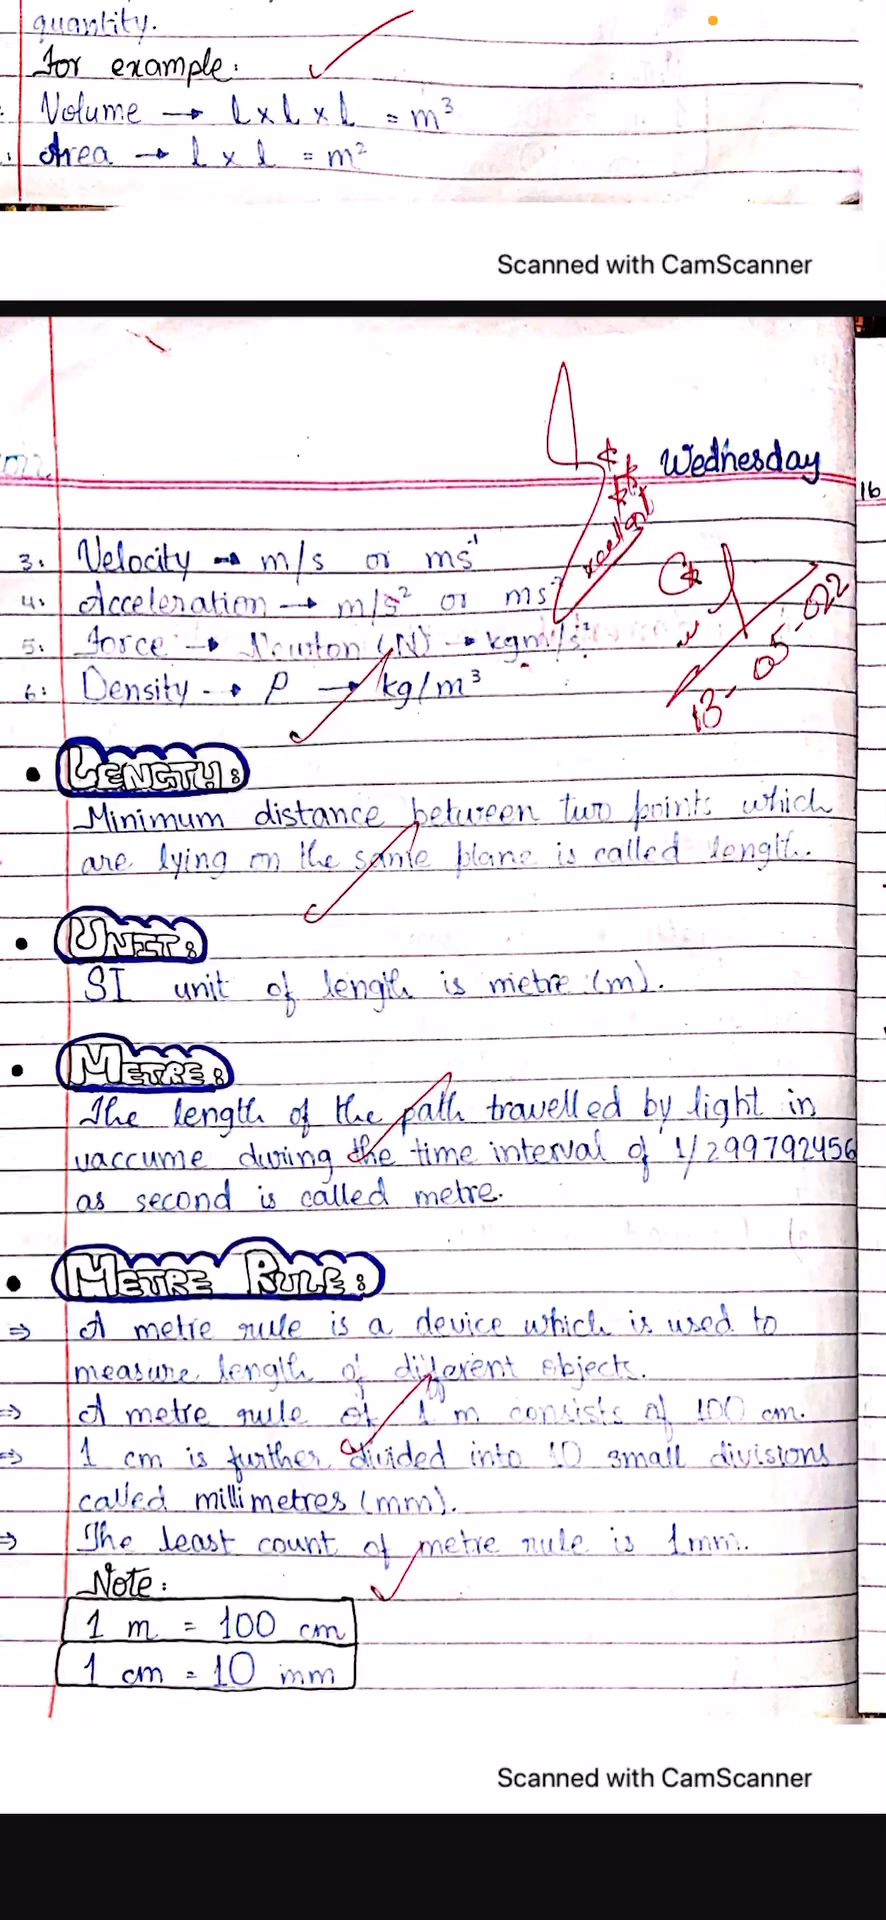 quantity.
For example:
Volume → l x l x l = m³
Area → l x l = m²
Scanned with CamScanner
Wednesday
16
3. Velocity → m/s or ms⁻¹
4. Acceleration → m/s² or ms⁻²
5. Force → Newton (N) → kgm/s²
6. Density → ρ → kg/m³
13-05-022
• LENGTH:
Minimum distance between two points which
are lying on the same plane is called length.
• UNIT:
SI unit of length is metre (m).
• METRE:
The length of the path travelled by light in
vaccume during the time interval of 1/299792456
as second is called metre.
• METRE RULE:
⇒ A metre rule is a device which is used to
measure length of different objects.
⇒ A metre rule of 1 m consists of 100 cm.
⇒ 1 cm is further divided into 10 small divisions
called millimetres (mm).
⇒ The least count of metre rule is 1mm.
Note:
1 m = 100 cm
1 cm = 10 mm
Scanned with CamScanner